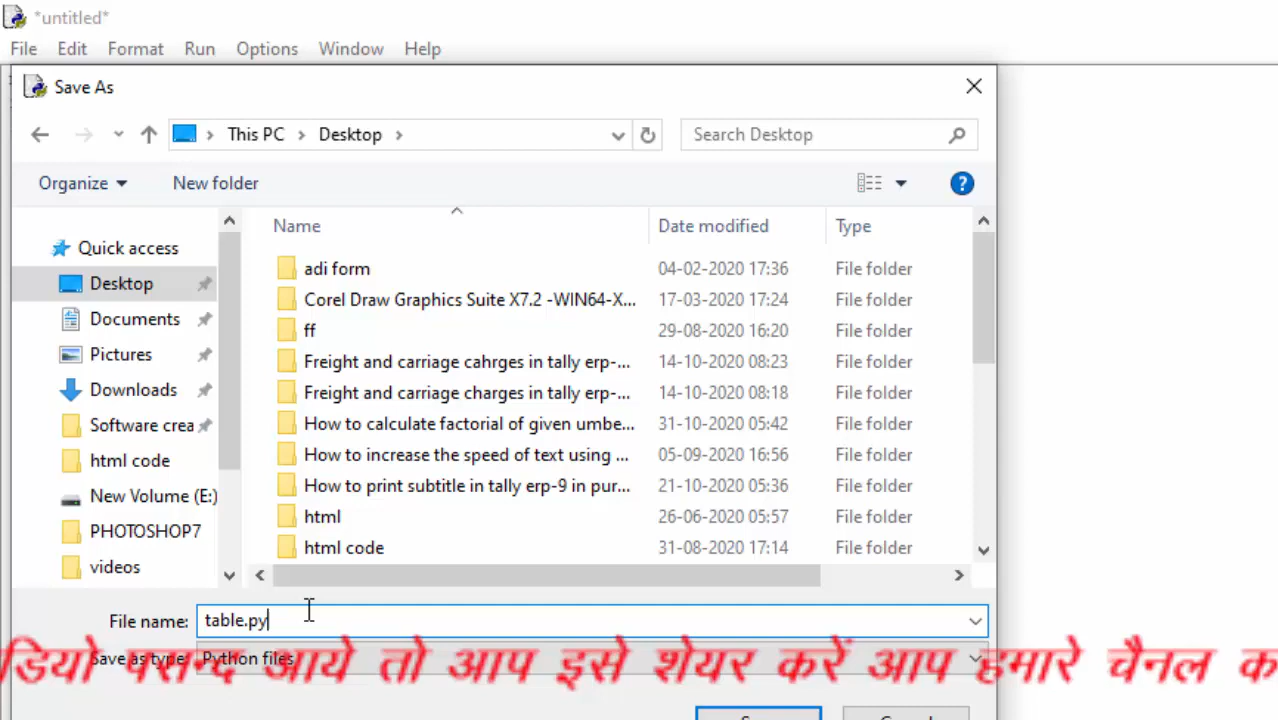 *untitled*
File Edit Format Run Options Window Help
Save As
This PC > Desktop >
Search Desktop
Organize
New folder
Name Date modified Type
Quick access
Desktop
Documents
Pictures
Downloads
Software crea
html code
New Volume (E:)
PHOTOSHOP7
videos
adi form 04-02-2020 17:36 File folder
Corel Draw Graphics Suite X7.2 -WIN64-X... 17-03-2020 17:24 File folder
ff 29-08-2020 16:20 File folder
Freight and carriage cahrges in tally erp-... 14-10-2020 08:23 File folder
Freight and carriage charges in tally erp-... 14-10-2020 08:18 File folder
How to calculate factorial of given umbe... 31-10-2020 05:42 File folder
How to increase the speed of text using ... 05-09-2020 16:56 File folder
How to print subtitle in tally erp-9 in pur... 21-10-2020 05:36 File folder
html 26-06-2020 05:57 File folder
html code 31-08-2020 17:14 File folder
File name: table.py
Save as type: Python files
डियो पसन्द आये तो आप इसे शेयर करें आप हमारे चैनल क